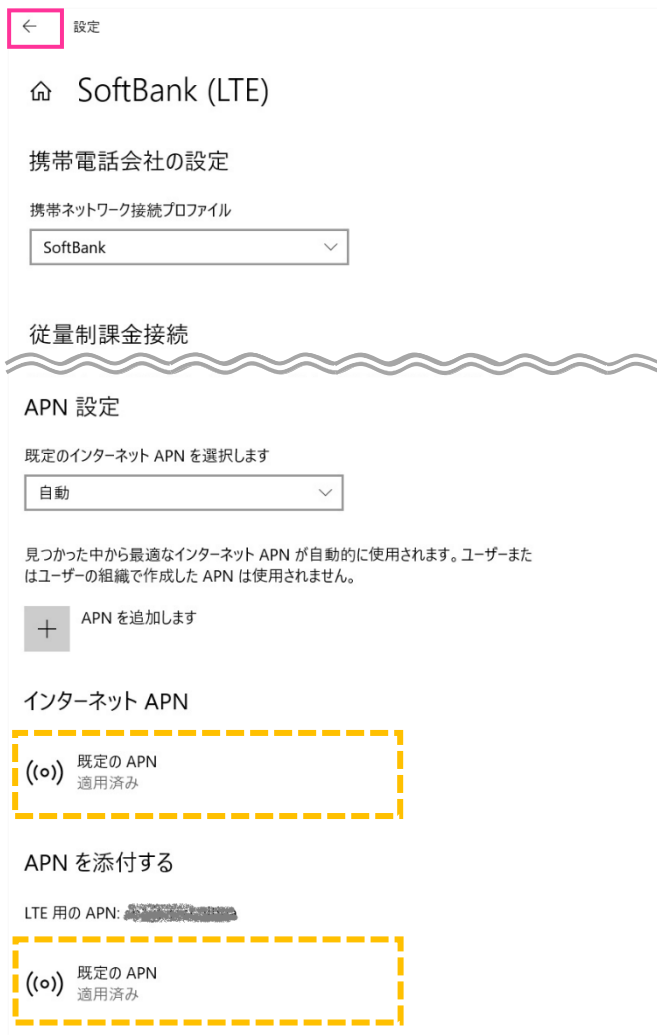 設定
SoftBank (LTE)
携帯電話会社の設定
携帯ネットワーク接続プロファイル
SoftBank
従量制課金接続
APN 設定
既定のインターネット APN を選択します
自動
見つかった中から最適なインターネット APN が自動的に使用されます。ユーザーまた
はユーザーの組織で作成した APN は使用されません。
APN を追加します
インターネット APN
既定の APN
適用済み
APN を添付する
LTE 用の APN:
既定の APN
適用済み